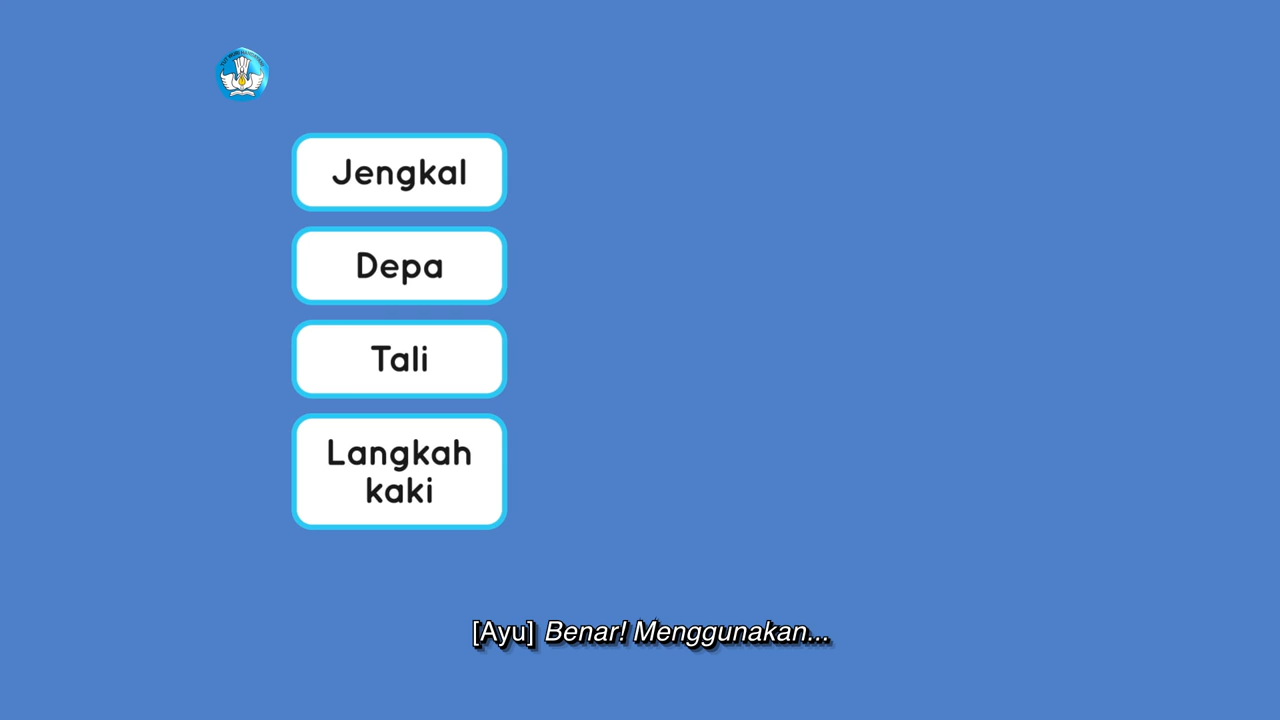 Jengkal
Depa
Tali
Langkah
kaki
[Ayu] Benar! Menggunakan...